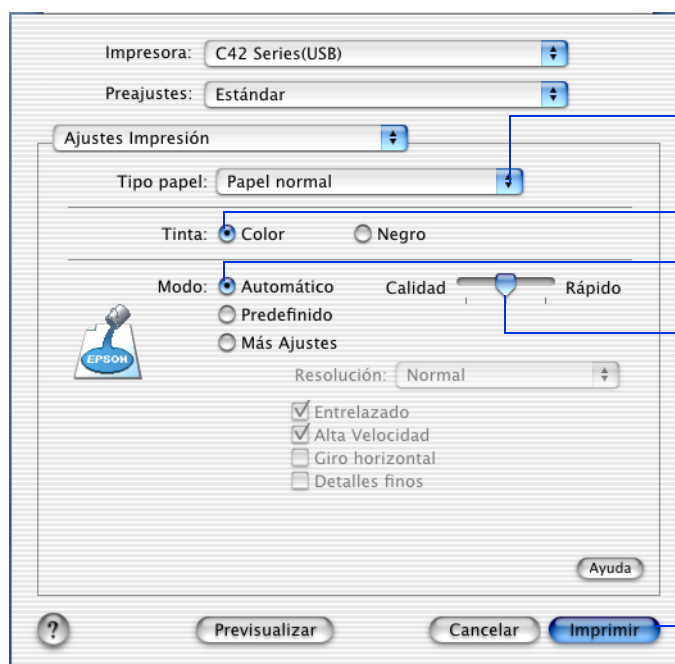 Impresora: C42 Series(USB)
Preajustes: Estándar
Ajustes Impresión
Tipo papel: Papel normal
Tinta: Color Negro
Modo: Automático Calidad Rápido
Predefinido
Más Ajustes
EPSON
Resolución: Normal
Entrelazado
Alta Velocidad
Giro horizontal
Detalles finos
Ayuda
? Previsualizar Cancelar Imprimir